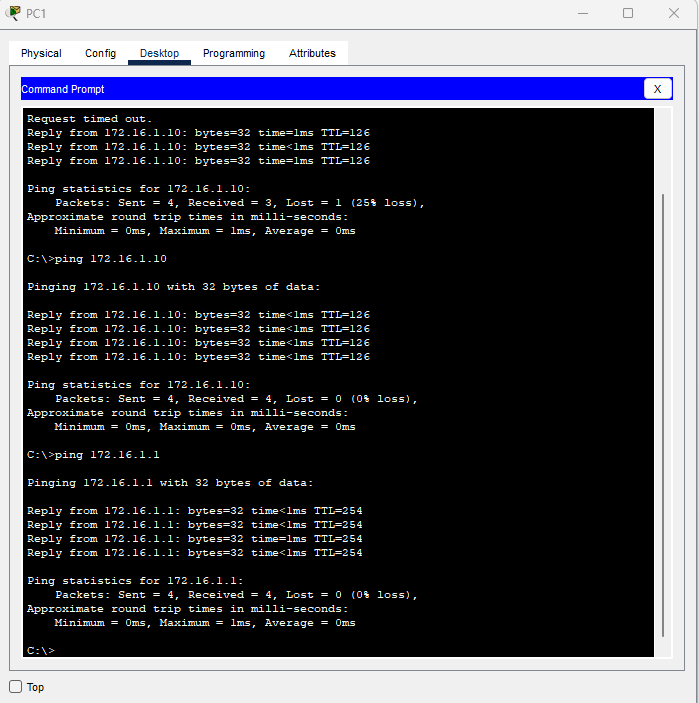 PC1
Physical Config Desktop Programming Attributes
Command Prompt X
Request timed out.
Reply from 172.16.1.10: bytes=32 time=1ms TTL=126
Reply from 172.16.1.10: bytes=32 time<1ms TTL=126
Reply from 172.16.1.10: bytes=32 time=1ms TTL=126
Ping statistics for 172.16.1.10:
Packets: Sent = 4, Received = 3, Lost = 1 (25% loss),
Approximate round trip times in milli-seconds:
Minimum = 0ms, Maximum = 1ms, Average = 0ms
C:\>ping 172.16.1.10
Pinging 172.16.1.10 with 32 bytes of data:
Reply from 172.16.1.10: bytes=32 time<1ms TTL=126
Reply from 172.16.1.10: bytes=32 time<1ms TTL=126
Reply from 172.16.1.10: bytes=32 time<1ms TTL=126
Reply from 172.16.1.10: bytes=32 time<1ms TTL=126
Ping statistics for 172.16.1.10:
Packets: Sent = 4, Received = 4, Lost = 0 (0% loss),
Approximate round trip times in milli-seconds:
Minimum = 0ms, Maximum = 0ms, Average = 0ms
C:\>ping 172.16.1.1
Pinging 172.16.1.1 with 32 bytes of data:
Reply from 172.16.1.1: bytes=32 time<1ms TTL=254
Reply from 172.16.1.1: bytes=32 time<1ms TTL=254
Reply from 172.16.1.1: bytes=32 time=1ms TTL=254
Reply from 172.16.1.1: bytes=32 time<1ms TTL=254
Ping statistics for 172.16.1.1:
Packets: Sent = 4, Received = 4, Lost = 0 (0% loss),
Approximate round trip times in milli-seconds:
Minimum = 0ms, Maximum = 1ms, Average = 0ms
C:\>
Top